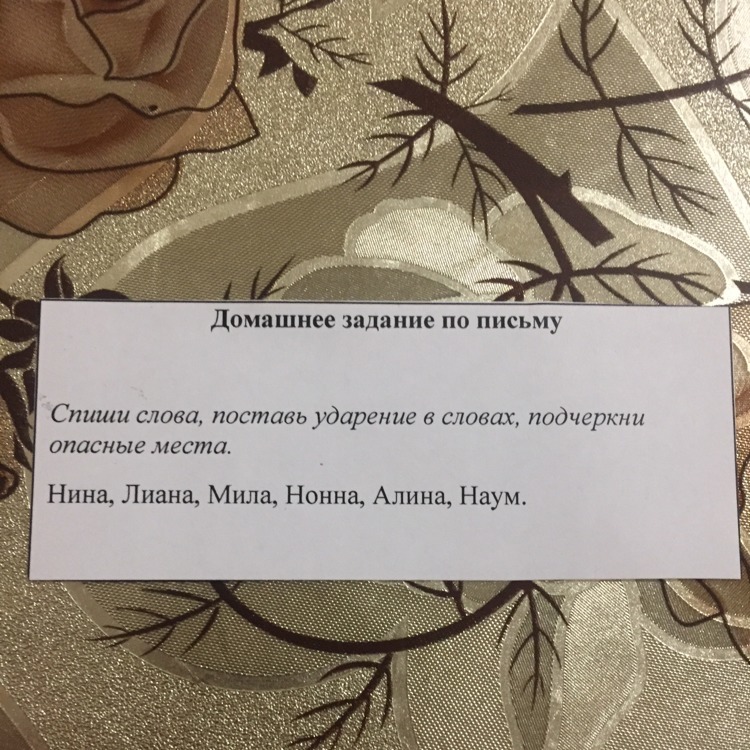 Домашнее задание по письму
Спиши слова, поставь ударение в словах, подчеркни
опасные места.
Нина, Лиана, Мила, Нонна, Алина, Наум.